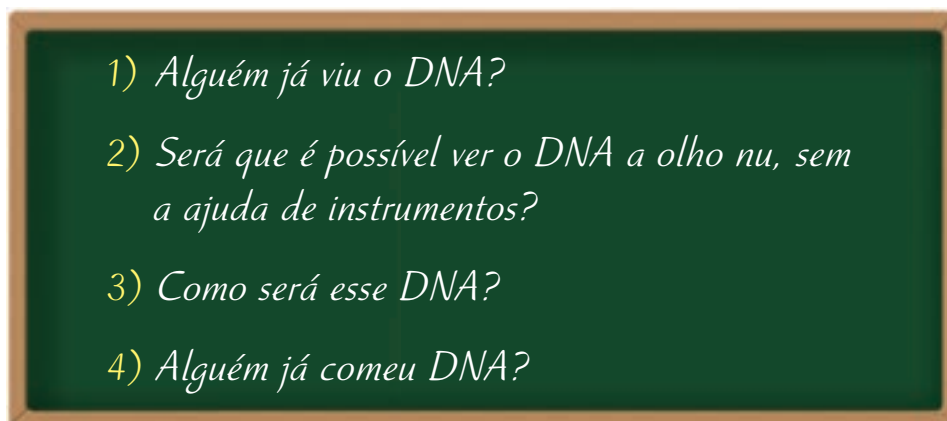 1) Alguém já viu o DNA?
2) Será que é possível ver o DNA a olho nu, sem
a ajuda de instrumentos?
3) Como será esse DNA?
4) Alguém já comeu DNA?